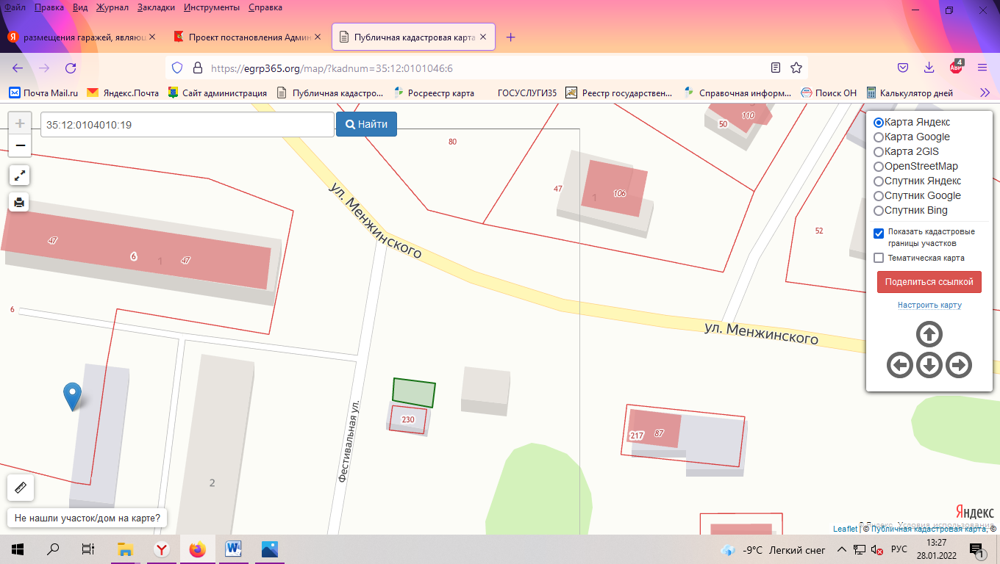 Файл Правка Вид Журнал Закладки Инструменты Справка
размещения гаражей, являющ
Проект постановления Админ
Публичная кадастровая карта
https://egrp365.org/map/?kadnum=35:12:0101046:6
4
ABP
Почта Mail.ru
Яндекс.Почта
Сайт администрация
Публичная кадастро...
Росреестр карта
ГОСУСЛУГИ35
Реестр государствен...
Справочная информ...
Поиск ОН
Калькулятор дней
35:12:0104010:19
Найти
Карта Яндекс
Карта Google
Карта 2GIS
OpenStreetMap
Спутник Яндекс
Спутник Google
Спутник Bing
Показать кадастровые
границы участков
Тематическая карта
Поделиться ссылкой
Настроить карту
110
50
80
47
1
106
52
ул. Менжинского
47
6
1
47
6
ул. Менжинского
230
217
87
Фестивальная ул.
2
Не нашли участок/дом на карте?
Яндекс
© Яндекс Условия использования
Leaflet | © Публичная кадастровая карта, ©
-9°C Легкий снег
РУС
13:27
28.01.2022
1